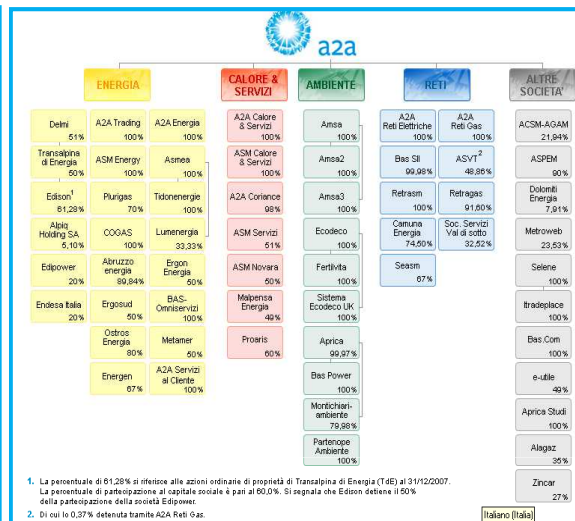 a2a
ENERGIA
CALORE &
SERVIZI
AMBIENTE
RETI
ALTRE
SOCIETA'
Delmi
51%
Transalpina
di Energia
50%
Edison1
61,28%
Alpiq
Holding SA
5,10%
Edipower
20%
Endesa Italia
20%
A2A Trading
100%
ASM Energy
100%
Plurigas
70%
COGAS
100%
Abruzzo
energia
89,84%
Ergosud
50%
Ostros
Energia
80%
Energen
67%
A2A Energia
100%
Asmea
100%
Tidonenergie
100%
Lumenergia
33,33%
Ergon
Energia
50%
BAS-
Omniservizi
100%
Metamer
50%
A2A Servizi
al Cliente
100%
A2A Calore
& Servizi
100%
ASM Calore
& Servizi
100%
A2A Coriance
98%
ASM Servizi
51%
ASM Novara
50%
Malpensa
Energia
49%
Proaris
60%
Amsa
100%
Amsa2
100%
Amsa3
100%
Ecodeco
100%
Fertilvita
100%
Sistema
Ecodeco UK
100%
Aprica
99,97%
Bas Power
100%
Montichiari-
ambiente
79,98%
Partenope
Ambiente
100%
A2A
Reti Elettriche
100%
Bas SII
99,98%
Retrasm
100%
Camuna
Energia
74,50%
Seasm
67%
A2A
Reti Gas
100%
ASVT2
48,86%
Retragas
91,60%
Soc. Servizi
Val di sotto
32,52%
ACSM-AGAM
21,94%
ASPEM
90%
Dolomiti
Energia
7,91%
Metroweb
23,53%
Selene
100%
Itradeplace
100%
Bas.Com
100%
e-utile
49%
Aprica Studi
100%
Alagaz
35%
Zincar
27%
1. La percentuale di 61,28% si riferisce alle azioni ordinarie di proprietà di Transalpina di Energia (TdE) al 31/12/2007.
La percentuale di partecipazione al capitale sociale è pari al 60,0%. Si segnala che Edison detiene il 50%
della partecipazione della società Edipower.
2. Di cui lo 0,37% detenuta tramite A2A Reti Gas.
Italiano (Italia)